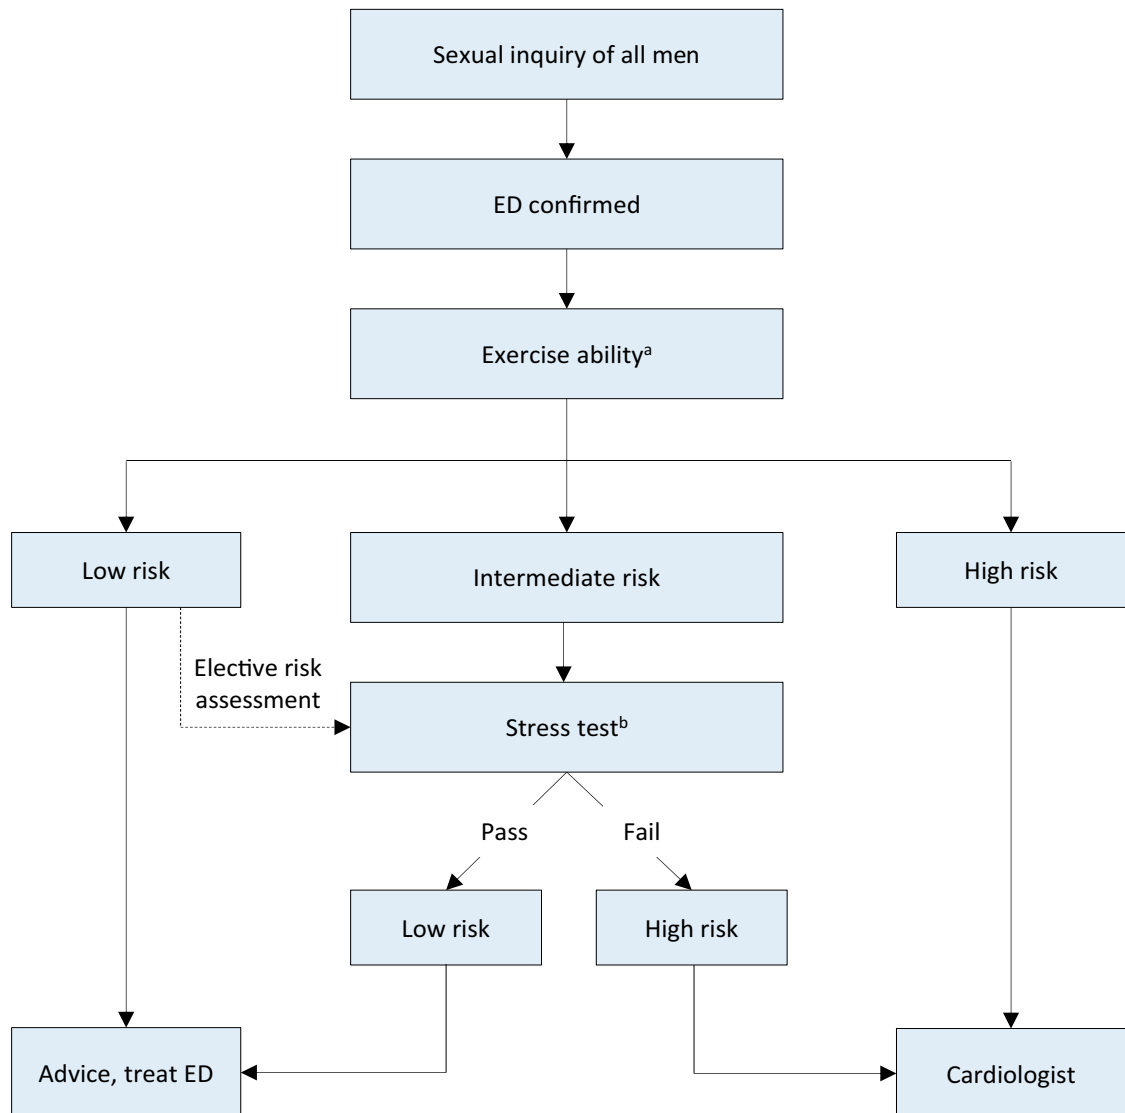 Sexual inquiry of all men
ED confirmed
Exercise abilityᵃ
Low risk
Intermediate risk
High risk
Elective risk
assessment
Stress testᵇ
Pass
Fail
Low risk
High risk
Advice, treat ED
Cardiologist